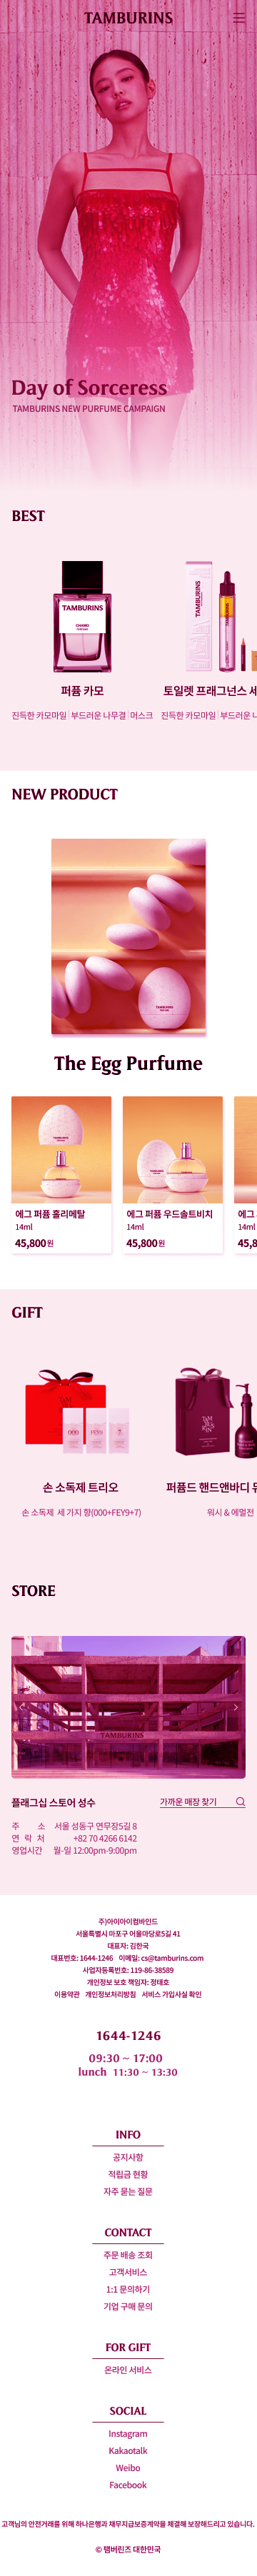 TAMBURINS
Day of Sorceress
TAMBURINS NEW PURFUME CAMPAIGN
BEST
TAMBURINS
CHAMO
퍼퓸 카모
토일렛 프래그넌스 세
진득한 카모마일 | 부드러운 나무결 | 머스크
진득한 카모마일 | 부드러운 나
NEW PRODUCT
TAMBURINS
The Egg Purfume
에그 퍼퓸 홀리메탈
14ml
45,800원
에그 퍼퓸 우드솔트비치
14ml
45,800원
에그
14ml
45,8
GIFT
000
FEY9
손 소독제 트리오
퍼퓸드 핸드앤바디 듀
손 소독제 세 가지 향(000+FEY9+7)
워시 & 에멀전
STORE
TAMBURINS
플래그십 스토어 성수
가까운 매장 찾기
주 소 서울 성동구 연무장5길 8
연 락 처 +82 70 4266 6142
영업시간 월-일 12:00pm-9:00pm
주)아이아이컴바인드
서울특별시 마포구 어울마당로5길 41
대표자: 김한국
대표번호: 1644-1246 이메일: cs@tamburins.com
사업자등록번호: 119-86-38589
개인정보 보호 책임자: 정태호
이용약관 개인정보처리방침 서비스 가입사실 확인
1644-1246
09:30 ~ 17:00
lunch 11:30 ~ 13:30
INFO
공지사항
적립금 현황
자주 묻는 질문
CONTACT
주문 배송 조회
고객서비스
1:1 문의하기
기업 구매 문의
FOR GIFT
온라인 서비스
SOCIAL
Instagram
Kakaotalk
Weibo
Facebook
고객님의 안전거래를 위해 하나은행과 채무지급보증계약을 체결해 보장해드리고 있습니다.
© 탬버린즈 대한민국